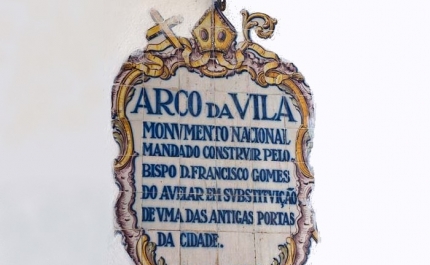 ARCO DA VILA
MONVMENTO NACIONAL
MANDADO CONSTRVIR PELO
BISPO D. FRANCISCO GOMES
DO AVELAR EM SVBSTITVIÇÃO
DE VMA DAS ANTIGAS PORTAS
DA CIDADE.